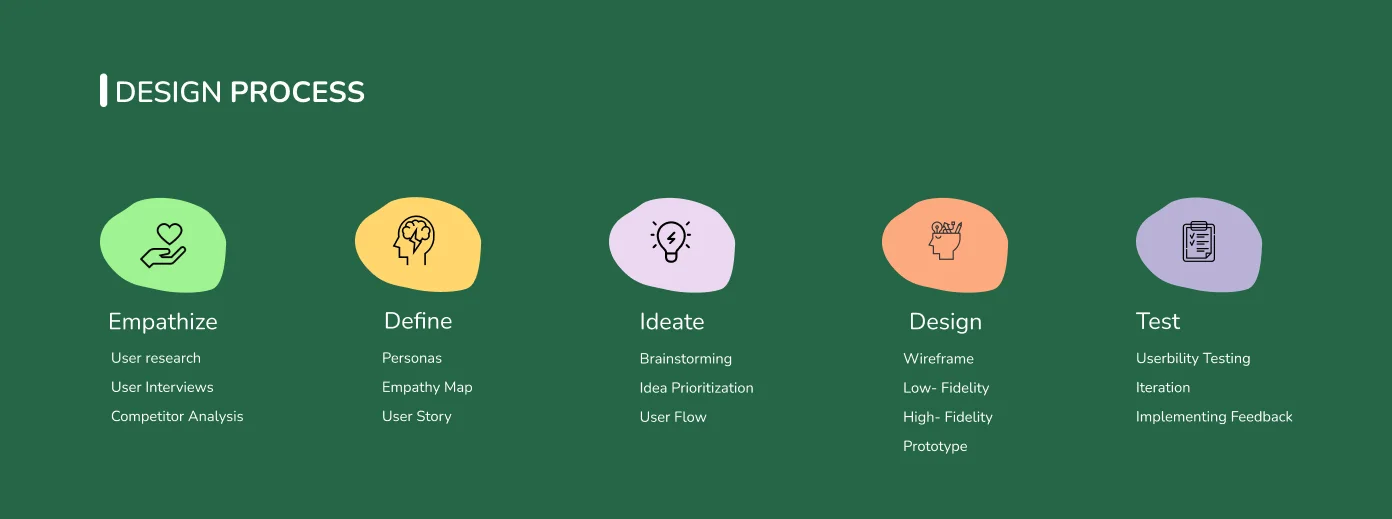 DESIGN PROCESS
Empathize
User research
User Interviews
Competitor Analysis
Define
Personas
Empathy Map
User Story
Ideate
Brainstorming
Idea Prioritization
User Flow
Design
Wireframe
Low- Fidelity
High- Fidelity
Prototype
Test
Userbility Testing
Iteration
Implementing Feedback